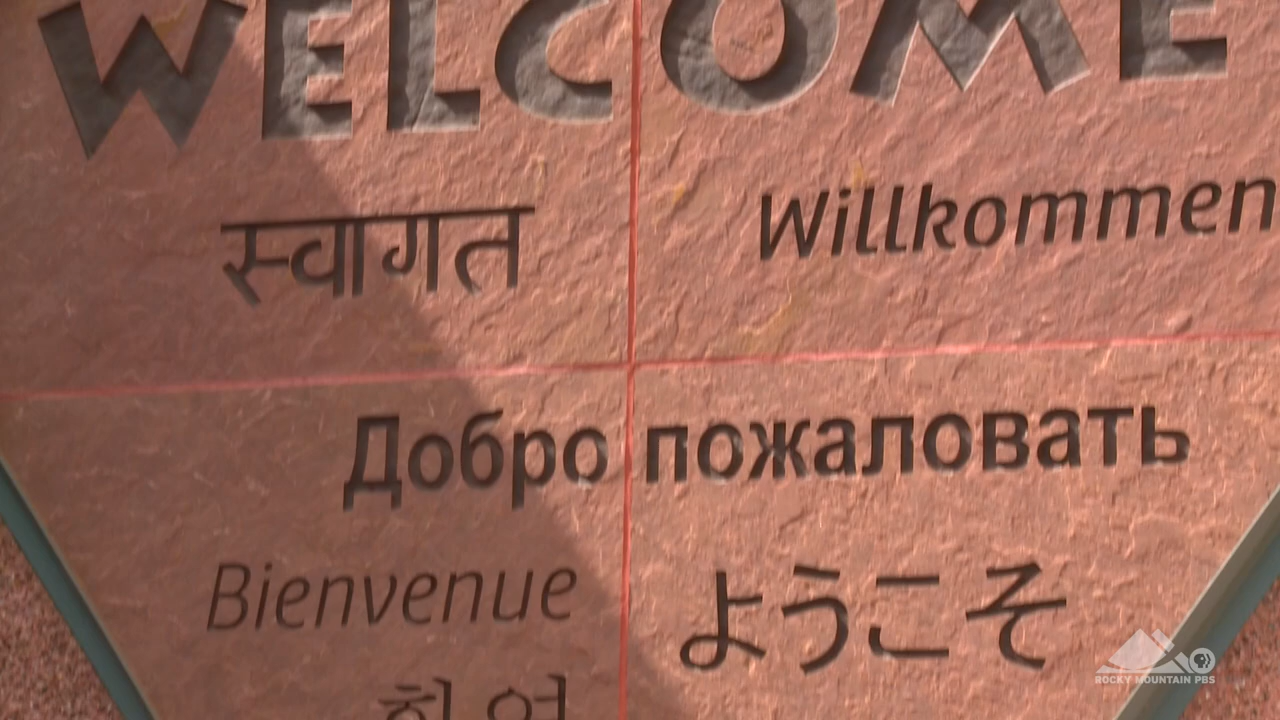 WELCOME
स्वागत
Willkommen
Добро пожаловать
Bienvenue
ようこそ
ROCKY MOUNTAIN PBS